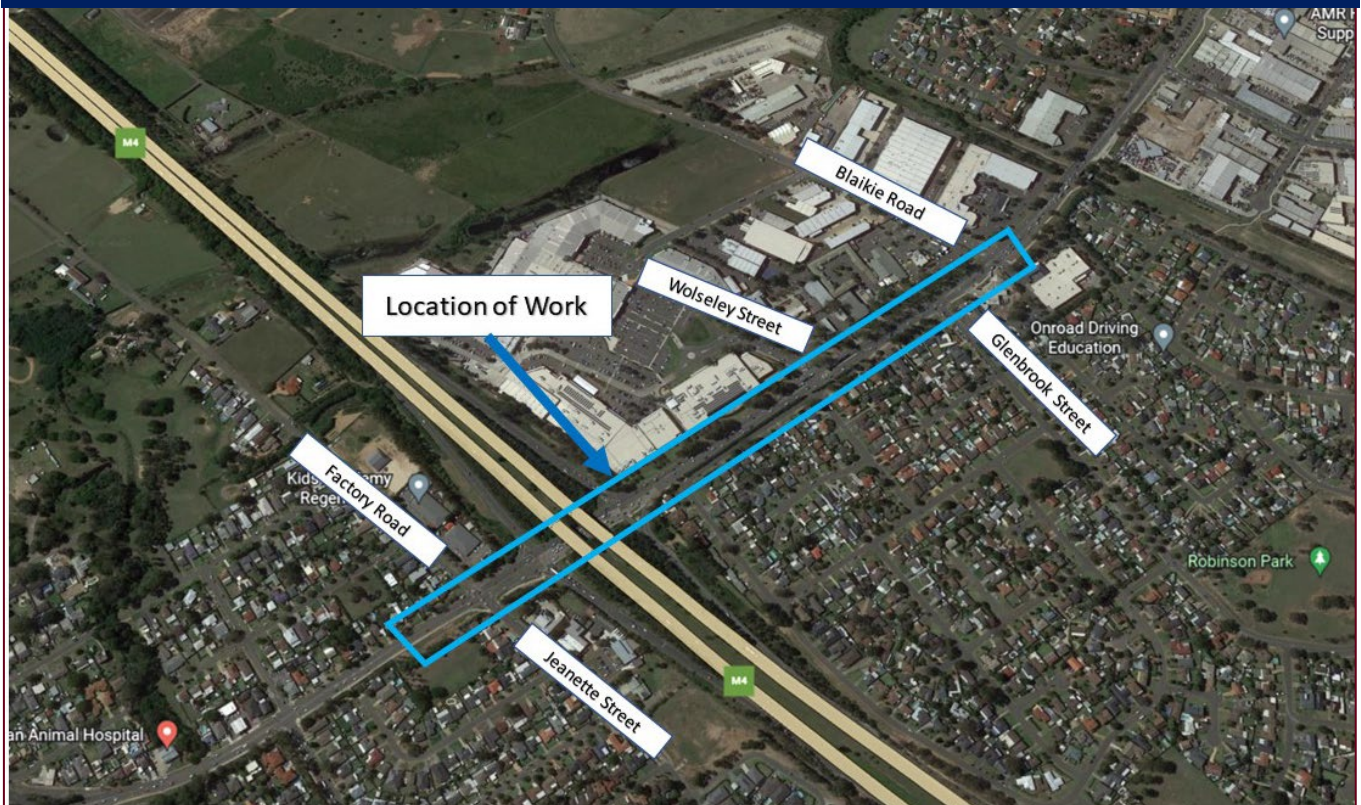 AMR
Supp
M4
Blaikie Road
Location of Work
Wolseley Street
Onroad Driving
Education
Glenbrook Street
Factory Road
Kids
emy
Regen
Robinson Park
Jeanette Street
M4
an Animal Hospital